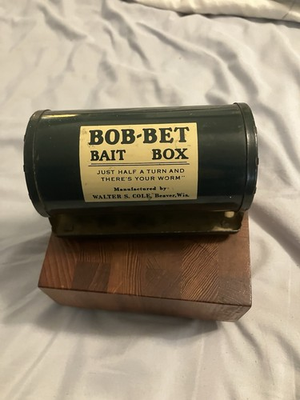 BOB-BET
BAIT BOX
JUST HALF A TURN AND
THERE'S YOUR WORM"
Manufactured by-
WALTER S. COLE, Beaver, Wis.